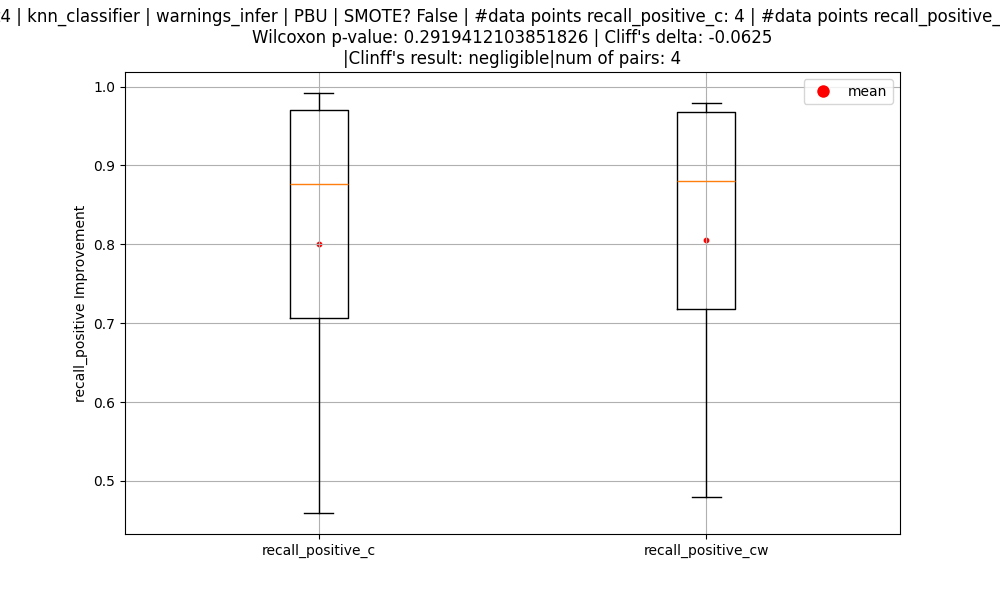 4 | knn_classifier | warnings_infer | PBU | SMOTE? False | #data points recall_positive_c: 4 | #data points recall_positive_
Wilcoxon p-value: 0.2919412103851826 | Cliff's delta: -0.0625
|Clinff's result: negligible|num of pairs: 4
mean
1.0
0.9
0.8
0.7
0.6
0.5
recall_positive Improvement
recall_positive_c
recall_positive_cw